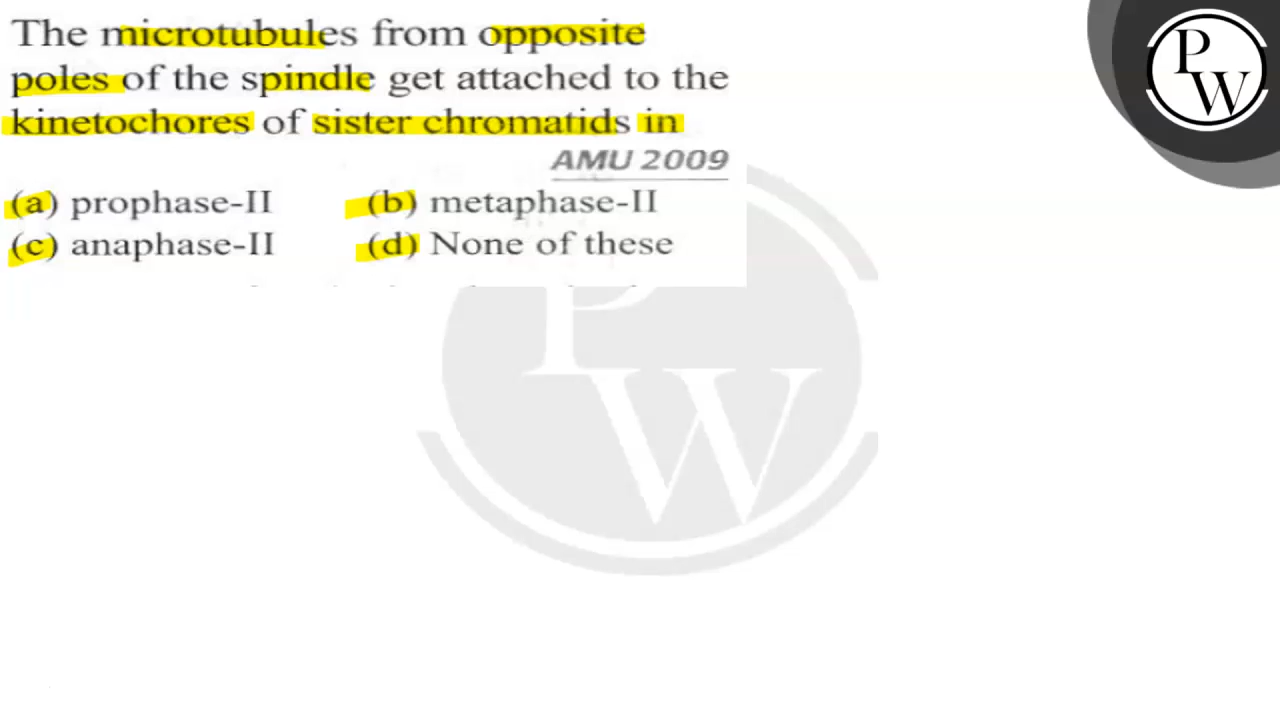 The microtubules from opposite
poles of the spindle get attached to the
kinetochores of sister chromatids in
AMU 2009
(a) prophase-II (b) metaphase-II
(c) anaphase-II (d) None of these
P
W
P
W